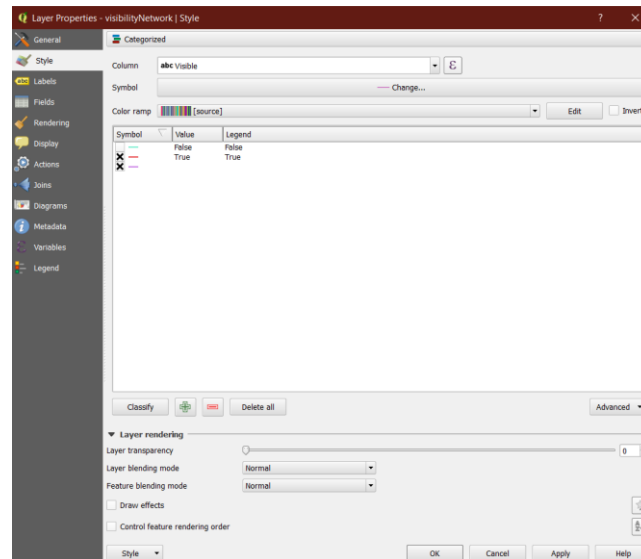 Layer Properties - visibilityNetwork | Style
?
General
Style
Labels
Fields
Rendering
Display
Actions
Joins
Diagrams
Metadata
Variables
Legend
Categorized
Column abc Visible ε
Symbol Change...
Color ramp [source] Edit Invert
Symbol Value Legend
False False
True True
Classify Delete all Advanced
Layer rendering
Layer transparency 0
Layer blending mode Normal
Feature blending mode Normal
Draw effects
Control feature rendering order
Style OK Cancel Apply Help